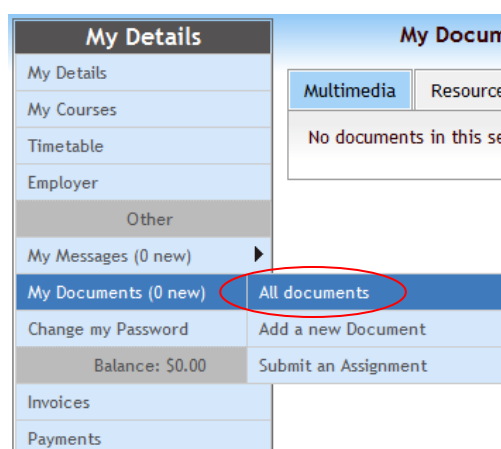 My Details
My Details
My Courses
Timetable
Employer
Other
My Messages (0 new)
My Documents (0 new)
Change my Password
Balance: $0.00
Invoices
Payments
All documents
Add a new Document
Submit an Assignment
My
Multimedia
No documents in this